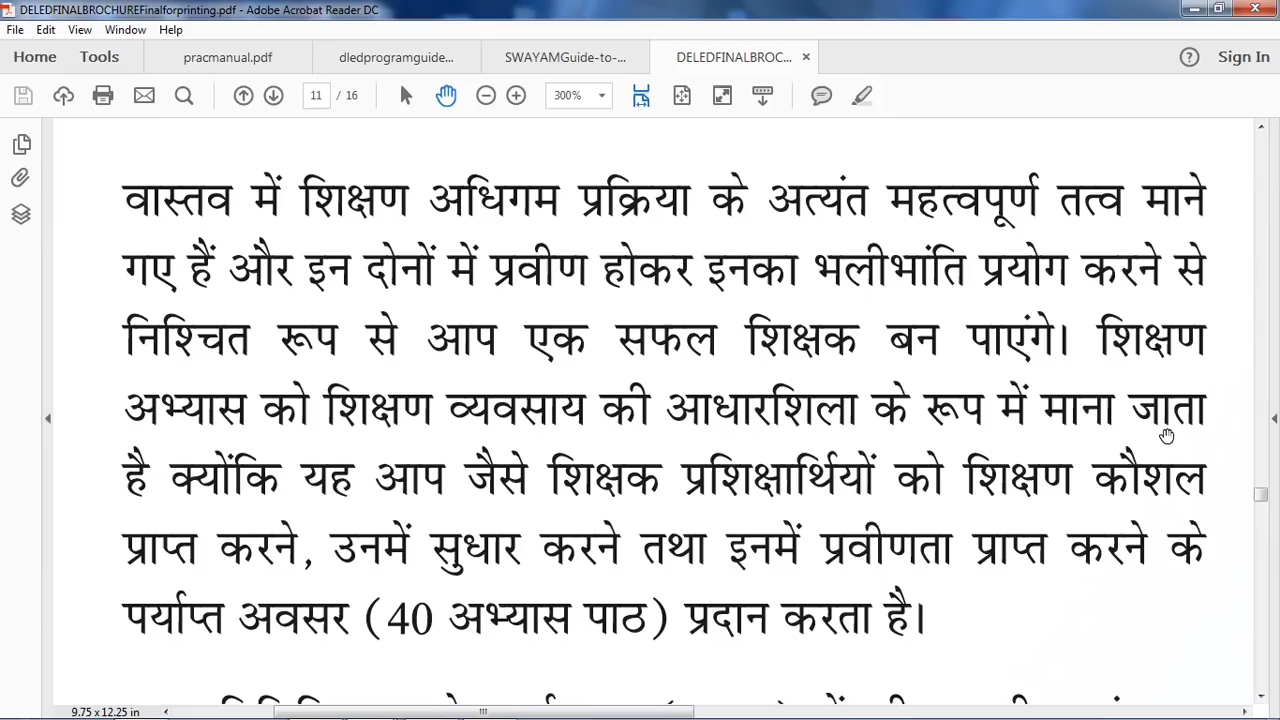 DELEDFINALBROCHUREFinalforprinting.pdf - Adobe Acrobat Reader DC
File Edit View Window Help
Home Tools pracmanual.pdf dledprogramguide... SWAYAMGuide-to-... DELEDFINALBROC... ×
Sign In
11 / 16 300%
वास्तव में शिक्षण अधिगम प्रक्रिया के अत्यंत महत्वपूर्ण तत्व माने
गए हैं और इन दोनों में प्रवीण होकर इनका भलीभांति प्रयोग करने से
निश्चित रूप से आप एक सफल शिक्षक बन पाएंगे। शिक्षण
अभ्यास को शिक्षण व्यवसाय की आधारशिला के रूप में माना जाता
है क्योंकि यह आप जैसे शिक्षक प्रशिक्षार्थियों को शिक्षण कौशल
प्राप्त करने, उनमें सुधार करने तथा इनमें प्रवीणता प्राप्त करने के
पर्याप्त अवसर (40 अभ्यास पाठ) प्रदान करता है।
9.75 x 12.25 in